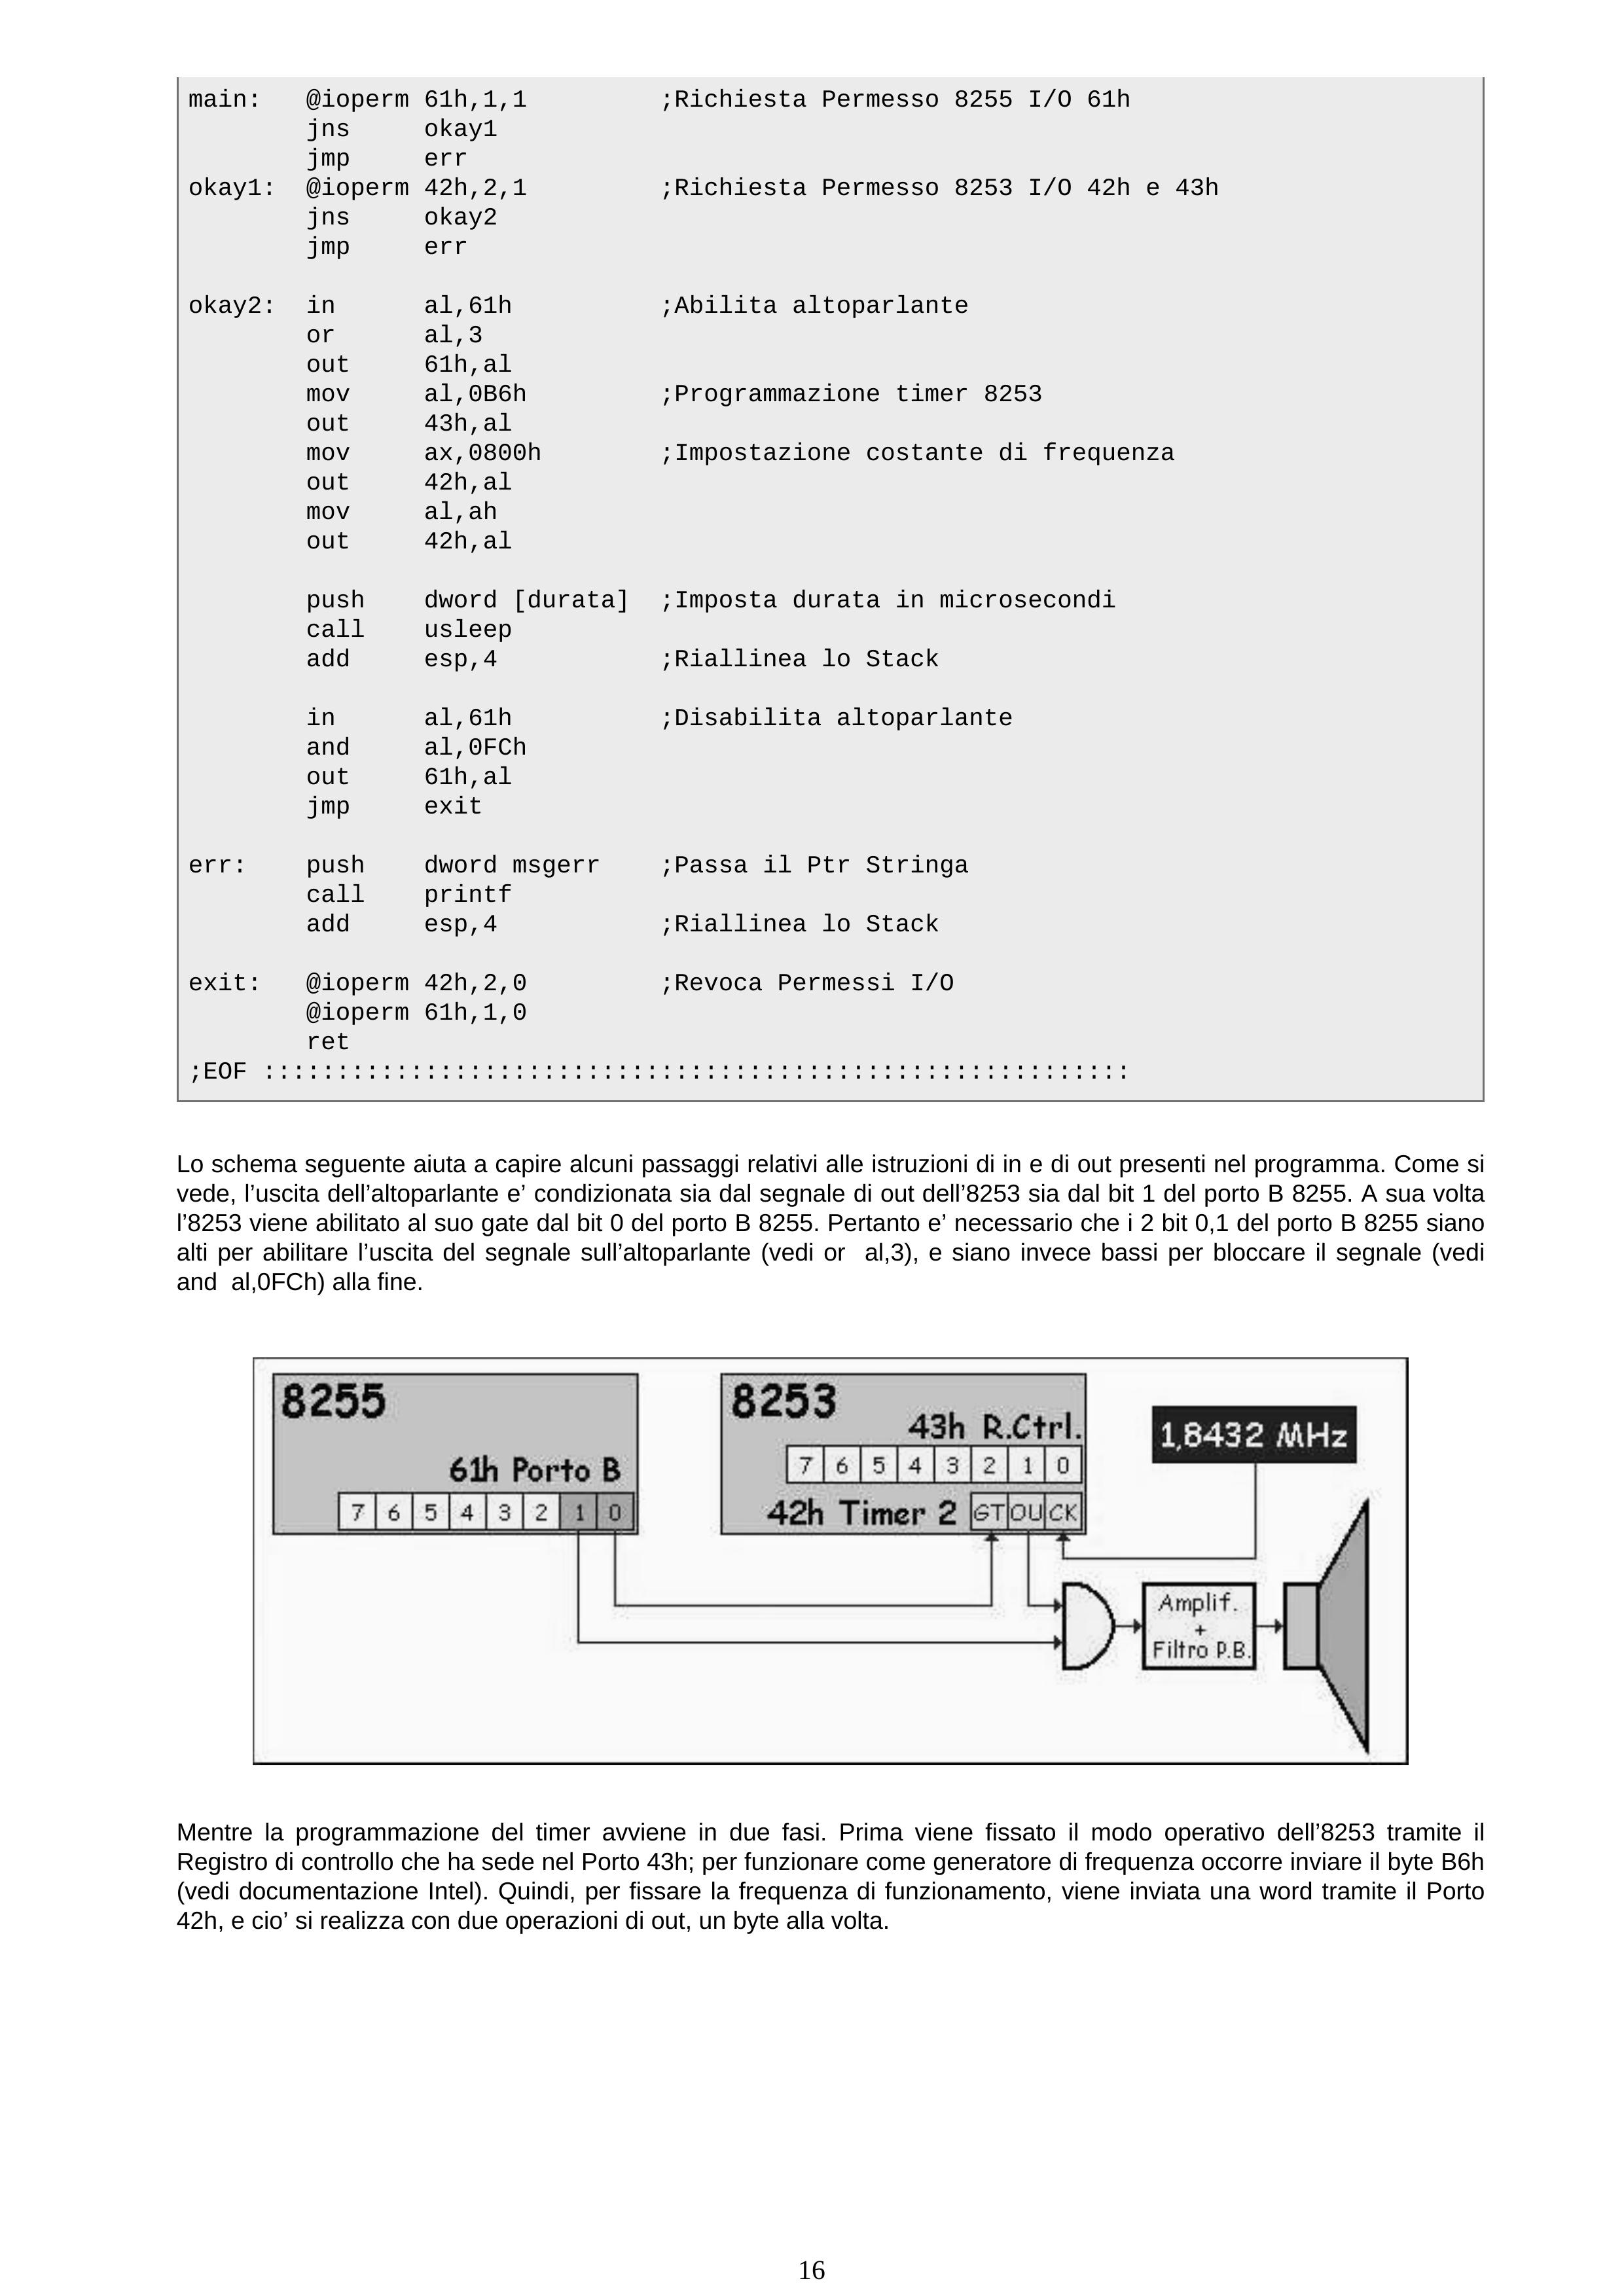 main:   @ioperm 61h,1,1         ;Richiesta Permesso 8255 I/O 61h
        jns     okay1
        jmp     err
okay1:  @ioperm 42h,2,1         ;Richiesta Permesso 8253 I/O 42h e 43h
        jns     okay2
        jmp     err

okay2:  in      al,61h          ;Abilita altoparlante
        or      al,3
        out     61h,al
        mov     al,0B6h         ;Programmazione timer 8253
        out     43h,al
        mov     ax,0800h        ;Impostazione costante di frequenza
        out     42h,al
        mov     al,ah
        out     42h,al

        push    dword [durata]  ;Imposta durata in microsecondi
        call    usleep
        add     esp,4           ;Riallinea lo Stack

        in      al,61h          ;Disabilita altoparlante
        and     al,0FCh
        out     61h,al
        jmp     exit

err:    push    dword msgerr    ;Passa il Ptr Stringa
        call    printf
        add     esp,4           ;Riallinea lo Stack

exit:   @ioperm 42h,2,0         ;Revoca Permessi I/O
        @ioperm 61h,1,0
        ret
;EOF :::::::::::::::::::::::::::::::::::::::::::::::::::::::::::

Lo schema seguente aiuta a capire alcuni passaggi relativi alle istruzioni di in e di out presenti nel programma. Come si
vede, l’uscita dell’altoparlante e’ condizionata sia dal segnale di out dell’8253 sia dal bit 1 del porto B 8255. A sua volta
l’8253 viene abilitato al suo gate dal bit 0 del porto B 8255. Pertanto e’ necessario che i 2 bit 0,1 del porto B 8255 siano
alti per abilitare l’uscita del segnale sull’altoparlante (vedi or  al,3), e siano invece bassi per bloccare il segnale (vedi
and  al,0FCh) alla fine.

8255
61h Porto B
7 6 5 4 3 2 1 0
8253
43h R.Ctrl.
7 6 5 4 3 2 1 0
42h Timer 2 GT OU CK
1,8432 MHz
Amplif.
+
Filtro P.B.

Mentre la programmazione del timer avviene in due fasi. Prima viene fissato il modo operativo dell’8253 tramite il
Registro di controllo che ha sede nel Porto 43h; per funzionare come generatore di frequenza occorre inviare il byte B6h
(vedi documentazione Intel). Quindi, per fissare la frequenza di funzionamento, viene inviata una word tramite il Porto
42h, e cio’ si realizza con due operazioni di out, un byte alla volta.

16